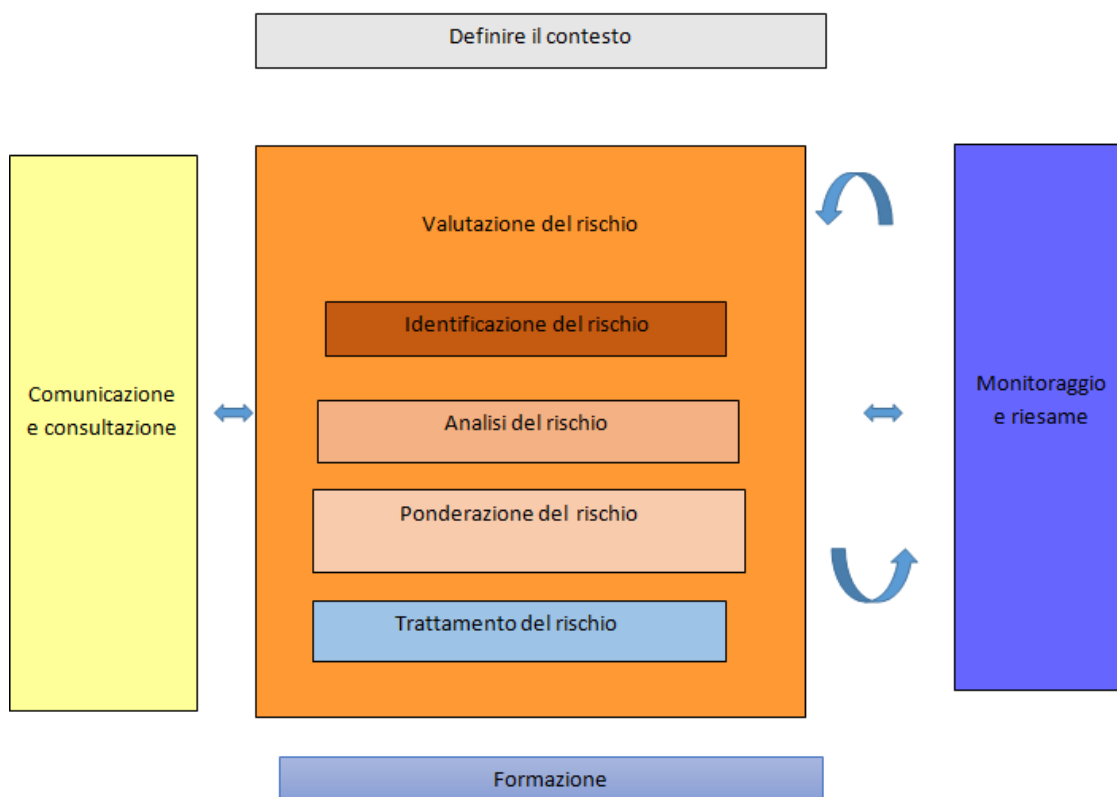 Definire il contesto
Valutazione del rischio
Identificazione del rischio
Analisi del rischio
Ponderazione del rischio
Trattamento del rischio
Comunicazione
e consultazione
Monitoraggio
e riesame
Formazione